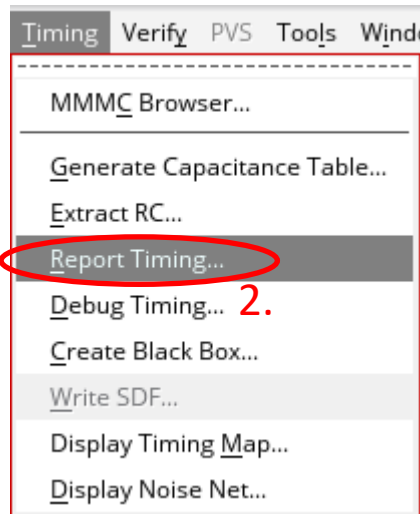 Timing Verify PVS Tools Wind
MMMC Browser...
Generate Capacitance Table...
Extract RC...
Report Timing...
Debug Timing... 2.
Create Black Box...
Write SDF...
Display Timing Map...
Display Noise Net...